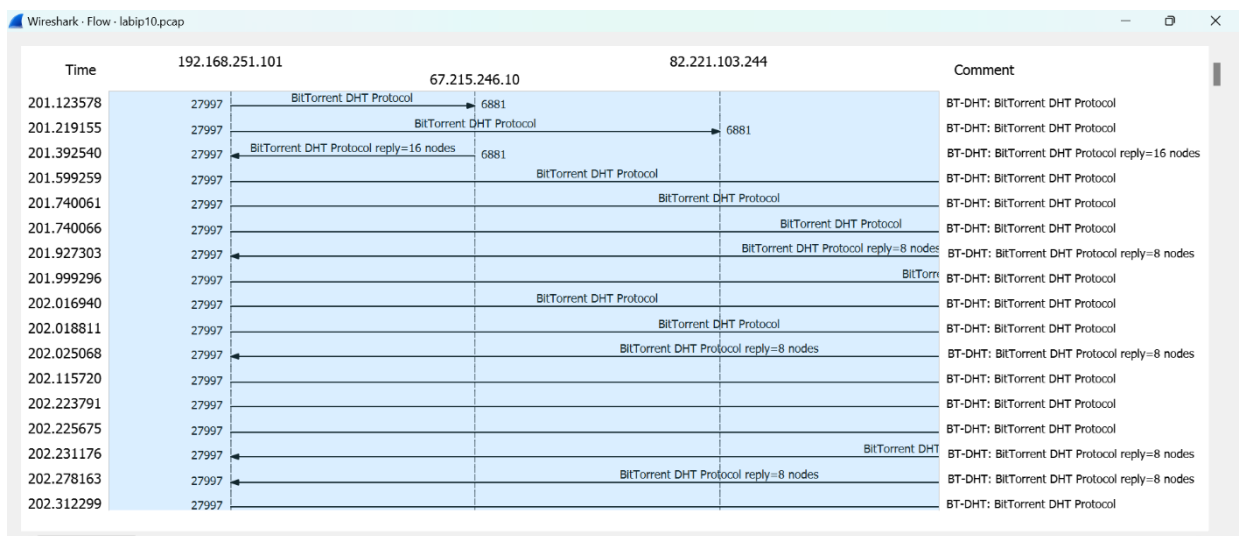 Wireshark · Flow · labip10.pcap
Time 192.168.251.101 67.215.246.10 82.221.103.244 Comment
201.123578 27997 BitTorrent DHT Protocol 6881 BT-DHT: BitTorrent DHT Protocol
201.219155 27997 BitTorrent DHT Protocol 6881 BT-DHT: BitTorrent DHT Protocol
201.392540 27997 BitTorrent DHT Protocol reply=16 nodes 6881 BT-DHT: BitTorrent DHT Protocol reply=16 nodes
201.599259 27997 BitTorrent DHT Protocol BT-DHT: BitTorrent DHT Protocol
201.740061 27997 BitTorrent DHT Protocol BT-DHT: BitTorrent DHT Protocol
201.740066 27997 BitTorrent DHT Protocol BT-DHT: BitTorrent DHT Protocol
201.927303 27997 BitTorrent DHT Protocol reply=8 nodes BT-DHT: BitTorrent DHT Protocol reply=8 nodes
201.999296 27997 BitTorre BT-DHT: BitTorrent DHT Protocol
202.016940 27997 BitTorrent DHT Protocol BT-DHT: BitTorrent DHT Protocol
202.018811 27997 BitTorrent DHT Protocol BT-DHT: BitTorrent DHT Protocol
202.025068 27997 BitTorrent DHT Protocol reply=8 nodes BT-DHT: BitTorrent DHT Protocol reply=8 nodes
202.115720 27997 BT-DHT: BitTorrent DHT Protocol
202.223791 27997 BT-DHT: BitTorrent DHT Protocol
202.225675 27997 BT-DHT: BitTorrent DHT Protocol
202.231176 27997 BitTorrent DHT BT-DHT: BitTorrent DHT Protocol reply=8 nodes
202.278163 27997 BitTorrent DHT Protocol reply=8 nodes BT-DHT: BitTorrent DHT Protocol reply=8 nodes
202.312299 27997 BT-DHT: BitTorrent DHT Protocol